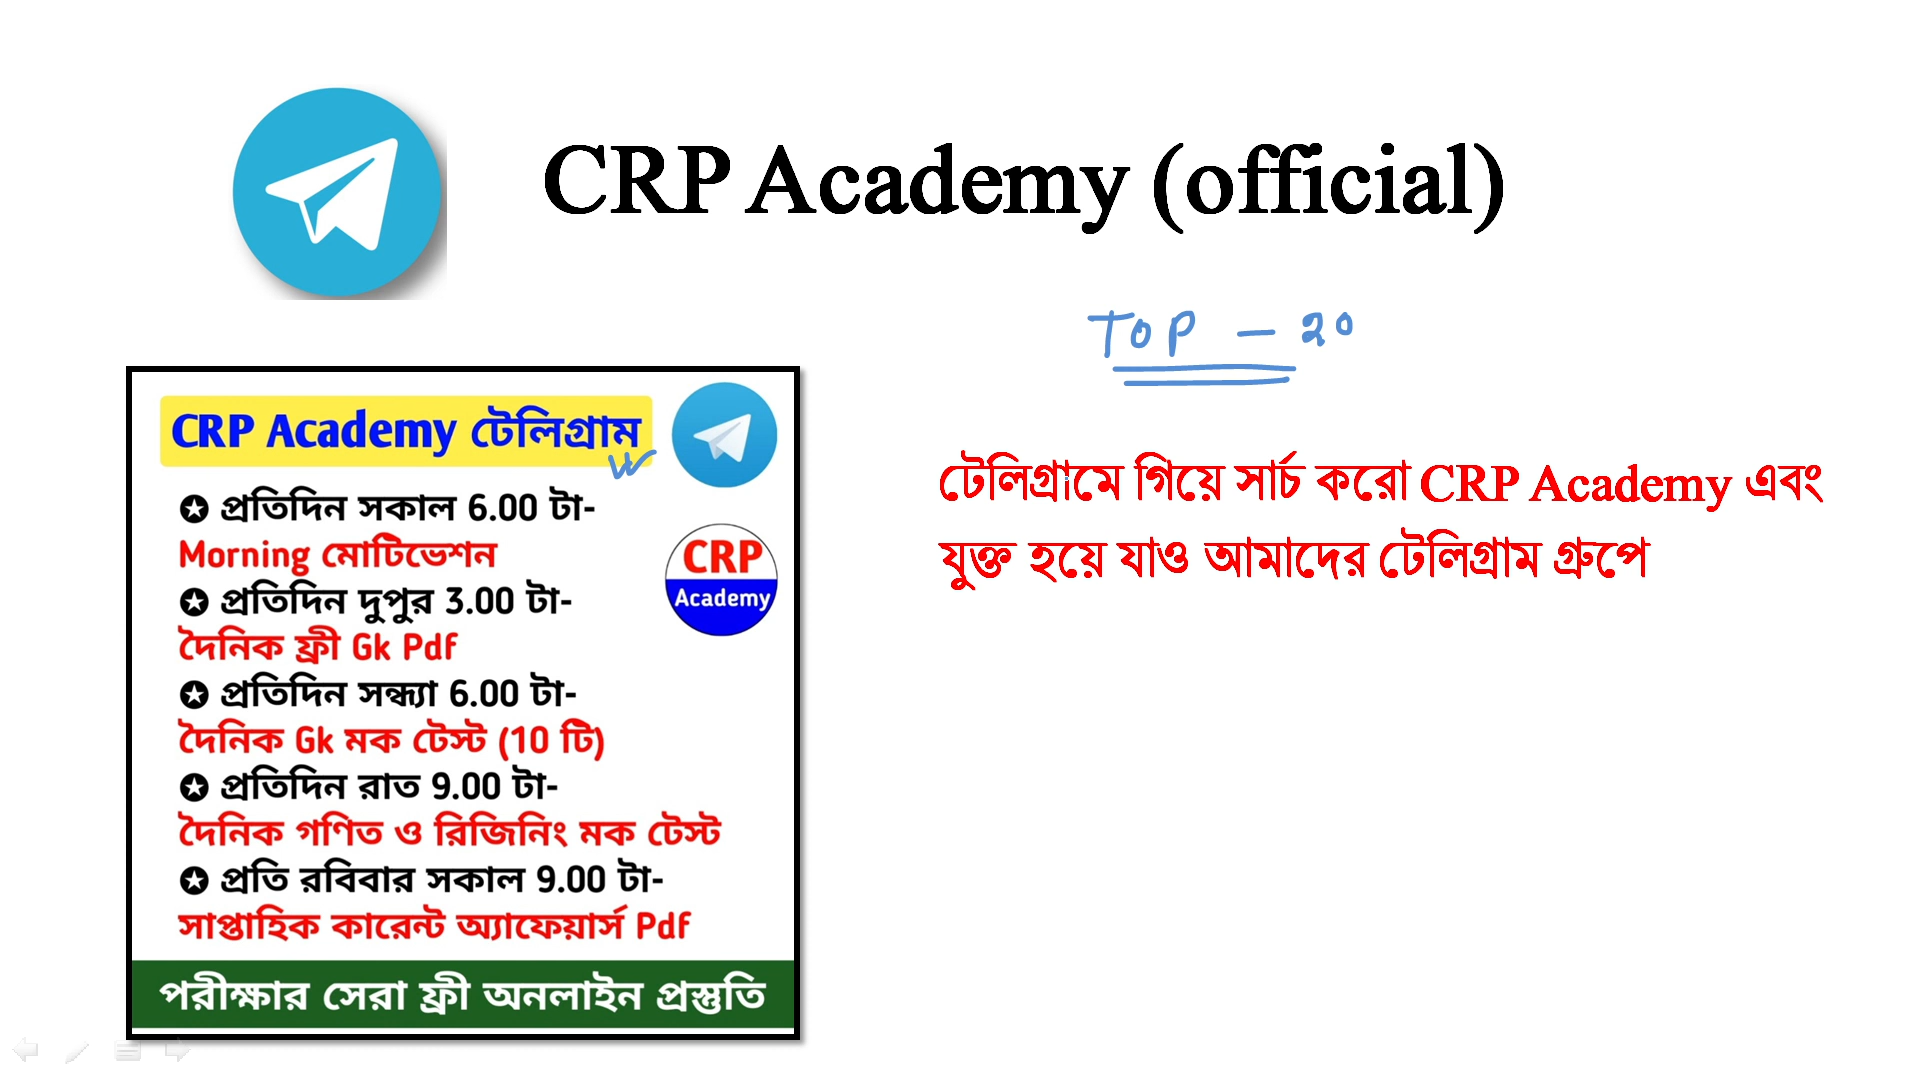 CRP Academy (official)
TOP - 20
CRP Academy টেলিগ্রাম
✪ প্রতিদিন সকাল 6.00 টা-
Morning মোটিভেশন
✪ প্রতিদিন দুপুর 3.00 টা-
দৈনিক ফ্রী Gk Pdf
✪ প্রতিদিন সন্ধ্যা 6.00 টা-
দৈনিক Gk মক টেস্ট (10 টি)
✪ প্রতিদিন রাত 9.00 টা-
দৈনিক গণিত ও রিজিনিং মক টেস্ট
✪ প্রতি রবিবার সকাল 9.00 টা-
সাপ্তাহিক কারেন্ট অ্যাফেয়ার্স Pdf
পরীক্ষার সেরা ফ্রী অনলাইন প্রস্তুতি
CRP
Academy
টেলিগ্রামে গিয়ে সার্চ করো CRP Academy এবং
যুক্ত হয়ে যাও আমাদের টেলিগ্রাম গ্রুপে